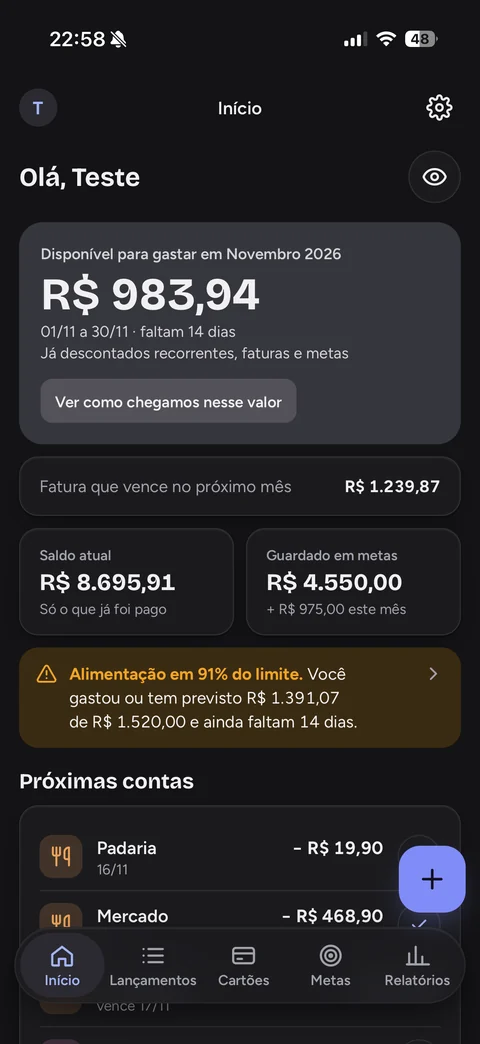 22:58
48
T
Início
Olá, Teste
Disponível para gastar em Novembro 2026
R$ 983,94
01/11 a 30/11 · faltam 14 dias
Já descontados recorrentes, faturas e metas
Ver como chegamos nesse valor
Fatura que vence no próximo mês R$ 1.239,87
Saldo atual
R$ 8.695,91
Só o que já foi pago
Guardado em metas
R$ 4.550,00
+ R$ 975,00 este mês
Alimentação em 91% do limite. Você
gastou ou tem previsto R$ 1.391,07
de R$ 1.520,00 e ainda faltam 14 dias.
Próximas contas
Padaria − R$ 19,90
16/11
Mercado − R$ 468,90
Início Lançamentos Cartões Metas Relatórios
vence 17/11